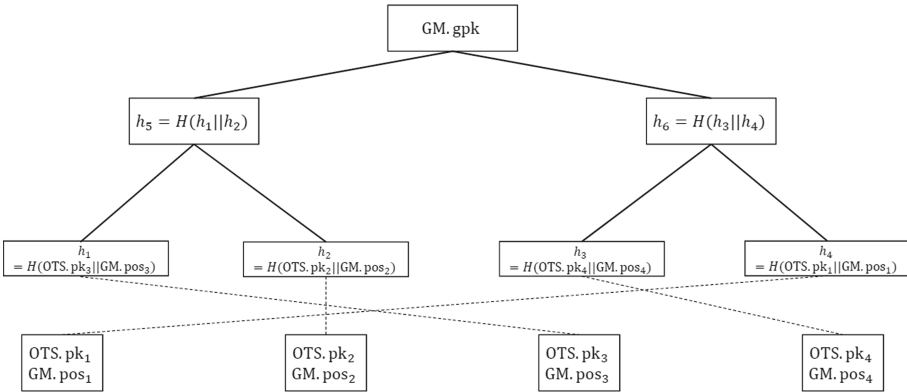 GM. gpk
h₅ = H(h₁||h₂)
h₆ = H(h₃||h₄)
h₁
= H(OTS. pk₃||GM. pos₃)
h₂
= H(OTS. pk₂||GM. pos₂)
h₃
= H(OTS. pk₄||GM. pos₄)
h₄
= H(OTS. pk₁||GM. pos₁)
OTS. pk₁
GM. pos₁
OTS. pk₂
GM. pos₂
OTS. pk₃
GM. pos₃
OTS. pk₄
GM. pos₄